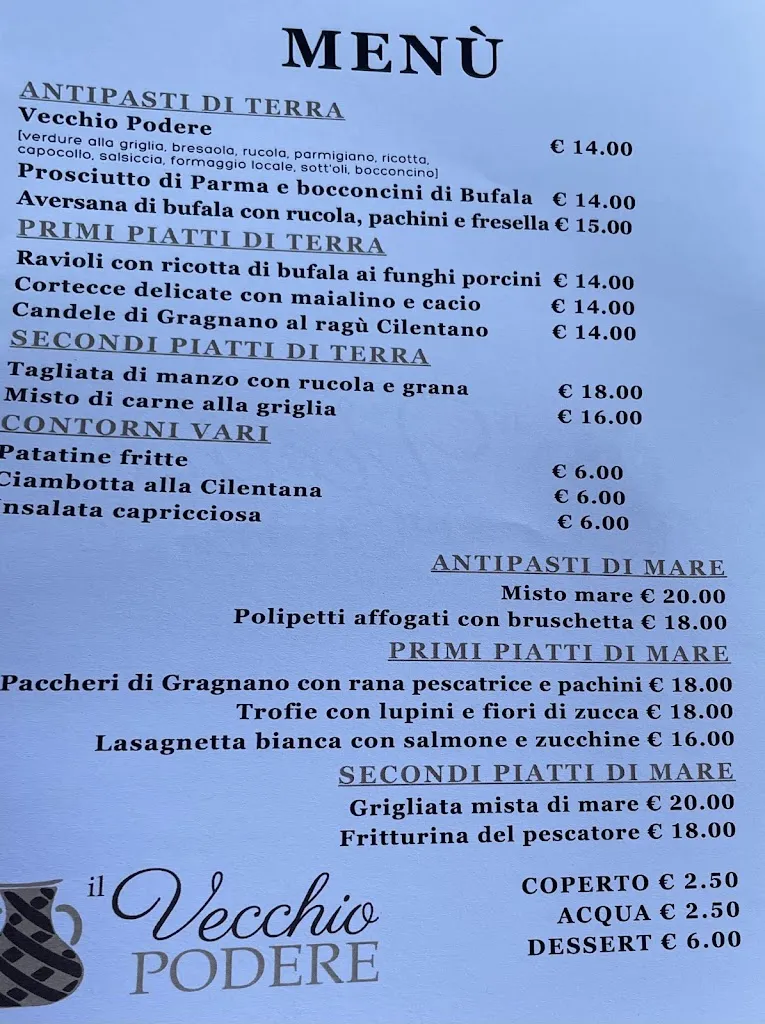 MENÙ
ANTIPASTI DI TERRA
Vecchio Podere € 14.00
[verdure alla griglia, bresaola, rucola, parmigiano, ricotta,
capocollo, salsiccia, formaggio locale, sott'oli, bocconcino]
Prosciutto di Parma e bocconcini di Bufala € 14.00
Aversana di bufala con rucola, pachini e fresella € 15.00
PRIMI PIATTI DI TERRA
Ravioli con ricotta di bufala ai funghi porcini € 14.00
Cortecce delicate con maialino e cacio € 14.00
Candele di Gragnano al ragù Cilentano € 14.00
SECONDI PIATTI DI TERRA
Tagliata di manzo con rucola e grana € 18.00
Misto di carne alla griglia € 16.00
CONTORNI VARI
Patatine fritte € 6.00
Ciambotta alla Cilentana € 6.00
Insalata capricciosa € 6.00
ANTIPASTI DI MARE
Misto mare € 20.00
Polipetti affogati con bruschetta € 18.00
PRIMI PIATTI DI MARE
Paccheri di Gragnano con rana pescatrice e pachini € 18.00
Trofie con lupini e fiori di zucca € 18.00
Lasagnetta bianca con salmone e zucchine € 16.00
SECONDI PIATTI DI MARE
Grigliata mista di mare € 20.00
Fritturina del pescatore € 18.00
COPERTO € 2.50
ACQUA € 2.50
DESSERT € 6.00
il Vecchio
PODERE